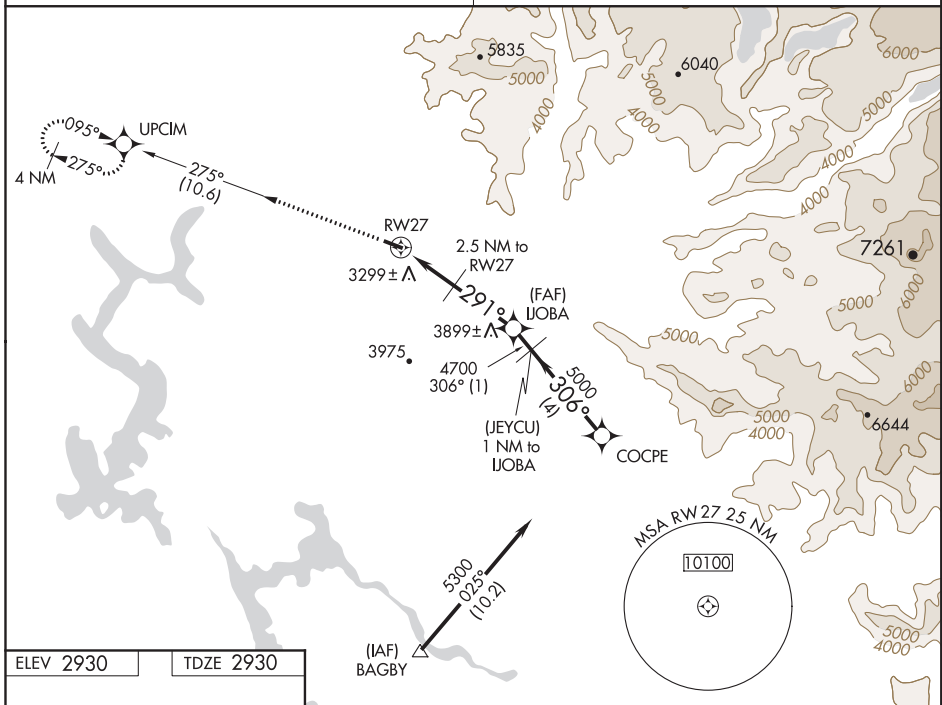 5835
5000
4000
6040
4000
6000
5000
4000
4000
7261
6000
5000
095°
275°
4 NM
UPCIM
275°
(10.6)
RW27
3299±
2.5 NM to
RW27
291°
(FAF)
IJOBA
3899±
3975
4700
306° (1)
5000
306°
(4)
(JEYCU)
1 NM to
IJOBA
COCPE
5000
6000
5000
4000
6644
5300
025°
(10.2)
(IAF)
BAGBY
MSA RW27 25 NM
10100
5000
4000
ELEV 2930
TDZE 2930